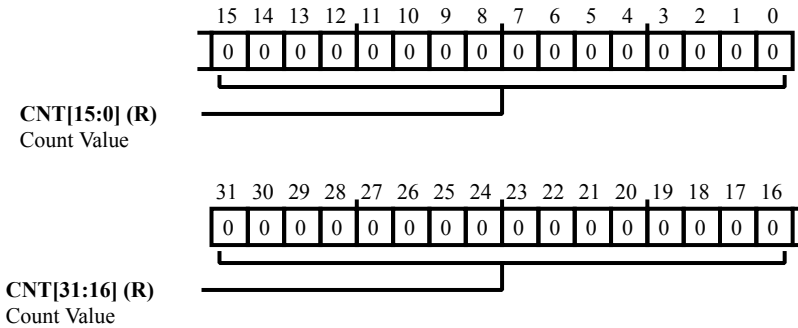 15 14 13 12 11 10 9 8 7 6 5 4 3 2 1 0
0 0 0 0 0 0 0 0 0 0 0 0 0 0 0 0
CNT[15:0] (R)
Count Value
31 30 29 28 27 26 25 24 23 22 21 20 19 18 17 16
0 0 0 0 0 0 0 0 0 0 0 0 0 0 0 0
CNT[31:16] (R)
Count Value